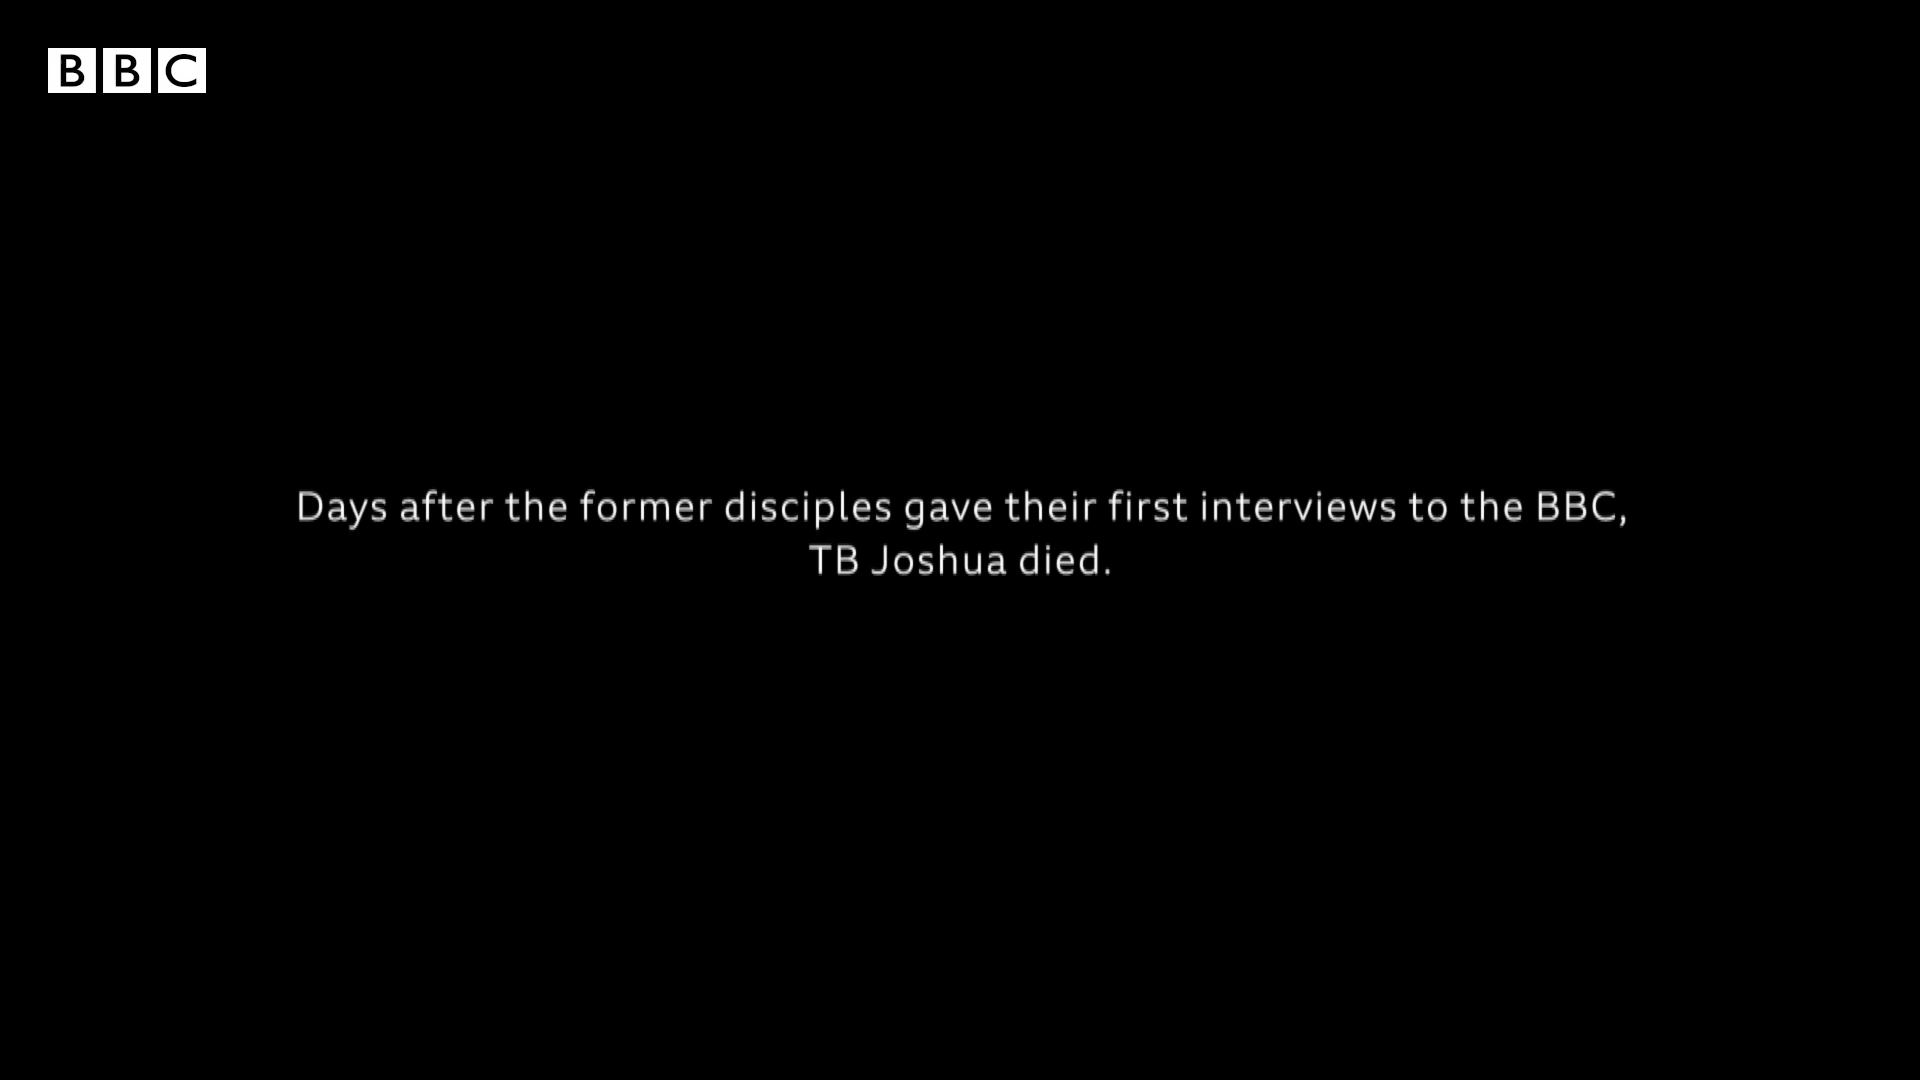 BBC
Days after the former disciples gave their first interviews to the BBC,
TB Joshua died.